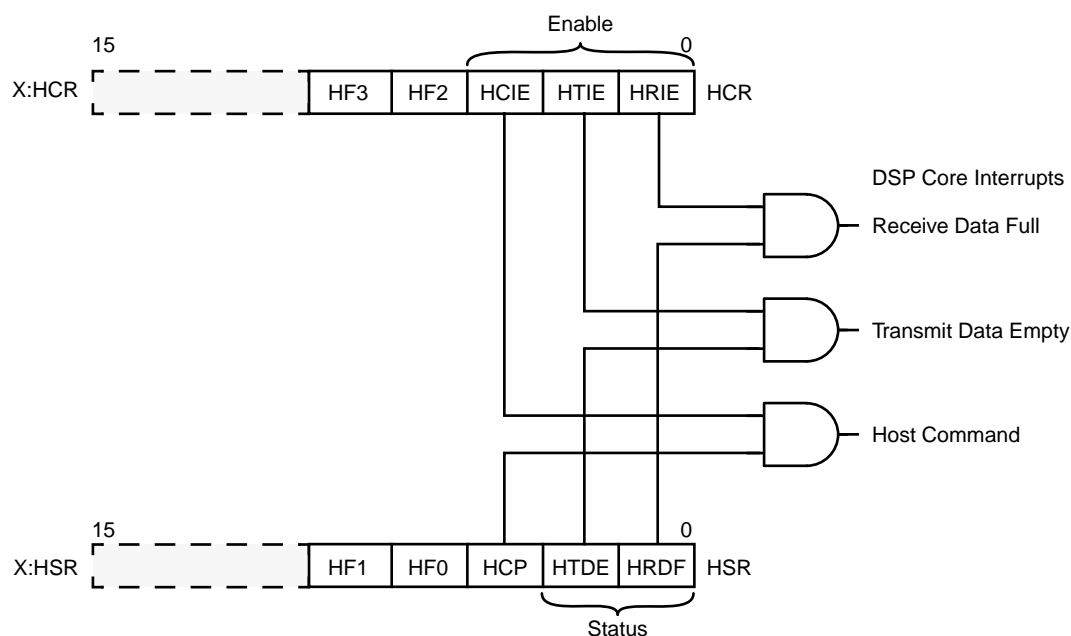 Enable
15 0
X:HCR HF3 HF2 HCIE HTIE HRIE HCR
DSP Core Interrupts
Receive Data Full
Transmit Data Empty
Host Command
15 0
X:HSR HF1 HF0 HCP HTDE HRDF HSR
Status